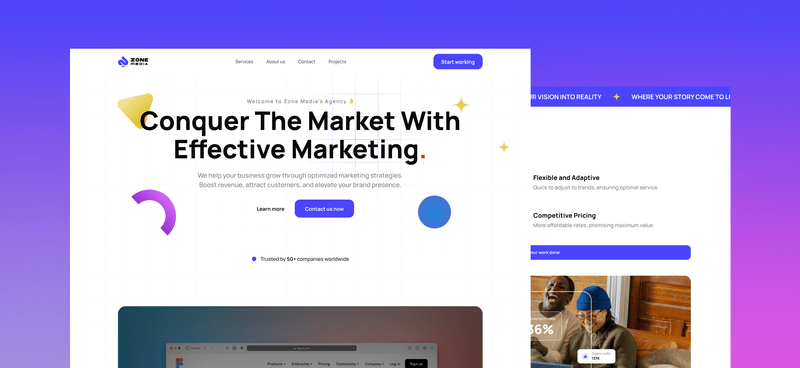 ZONE
MEDIA
Services
About us
Contact
Projects
Start working
Welcome to Zone Media's Agency 👌
Conquer The Market With
Effective Marketing.
We help your business grow through optimized marketing strategies.
Boost revenue, attract customers, and elevate your brand presence.
Learn more
Contact us now
Trusted by 50+ companies worldwide
Products
Enterprise
Pricing
Community
Company
Log in
Sign up
UR VISION INTO REALITY
WHERE YOUR STORY COME TO LI
Flexible and Adaptive
Quick to adjust to trends, ensuring optimal service.
Competitive Pricing
More affordable rates, promising maximum value.
your work done
36%
Organic traffic
137K